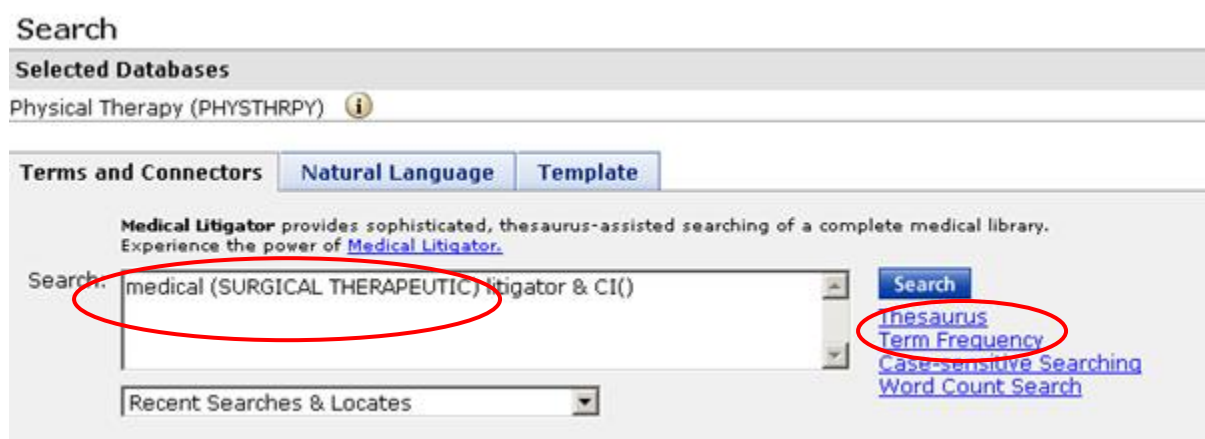 Search
Selected Databases
Physical Therapy (PHYSTHRPY) i
Terms and Connectors Natural Language Template
Medical Litigator provides sophisticated, thesaurus-assisted searching of a complete medical library.
Experience the power of Medical Litigator.
Search: medical (SURGICAL THERAPEUTIC) litigator & CI() Search
Thesaurus
Term Frequency
Case-sensitive Searching
Word Count Search
Recent Searches & Locates